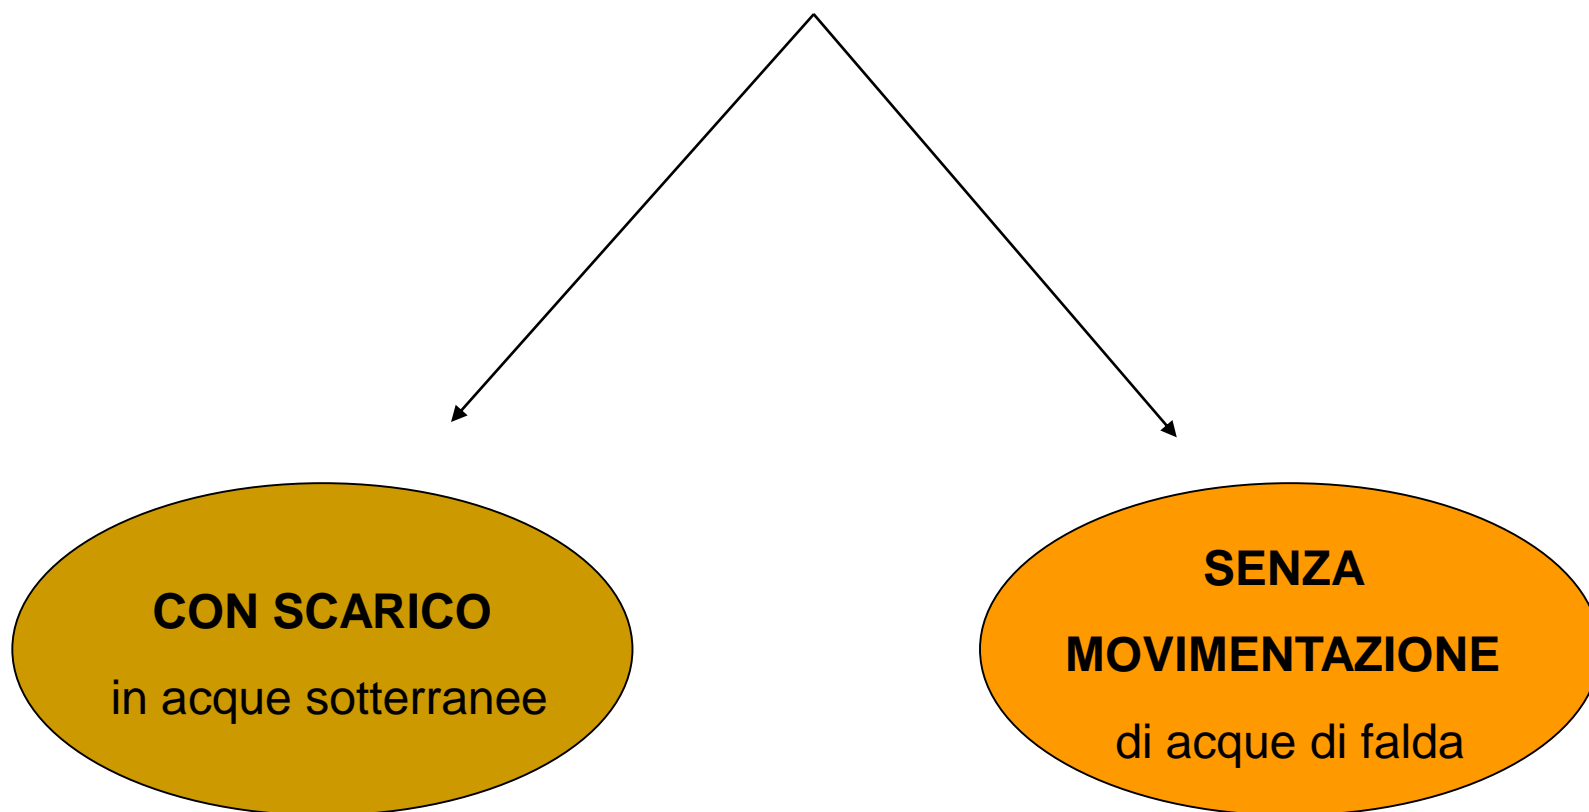 CON SCARICO
in acque sotterranee
SENZA
MOVIMENTAZIONE
di acque di falda